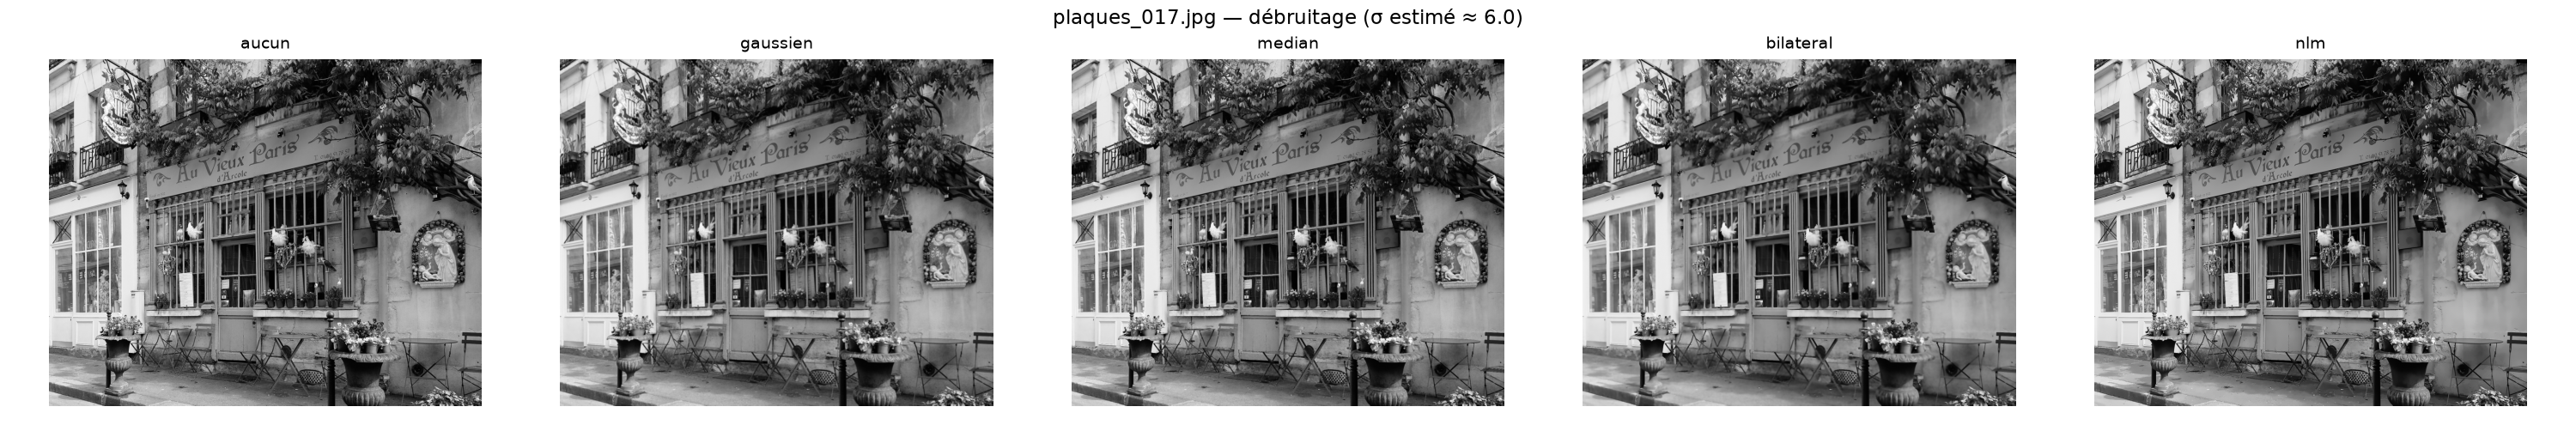 plaques_017.jpg — débruitage (σ estimé ≈ 6.0)
aucun
gaussien
median
bilateral
nlm
Au Vieux Paris
d'Arcole
Au Vieux Paris
d'Arcole
Au Vieux Paris
d'Arcole
Au Vieux Paris
d'Arcole
Au Vieux Paris
d'Arcole